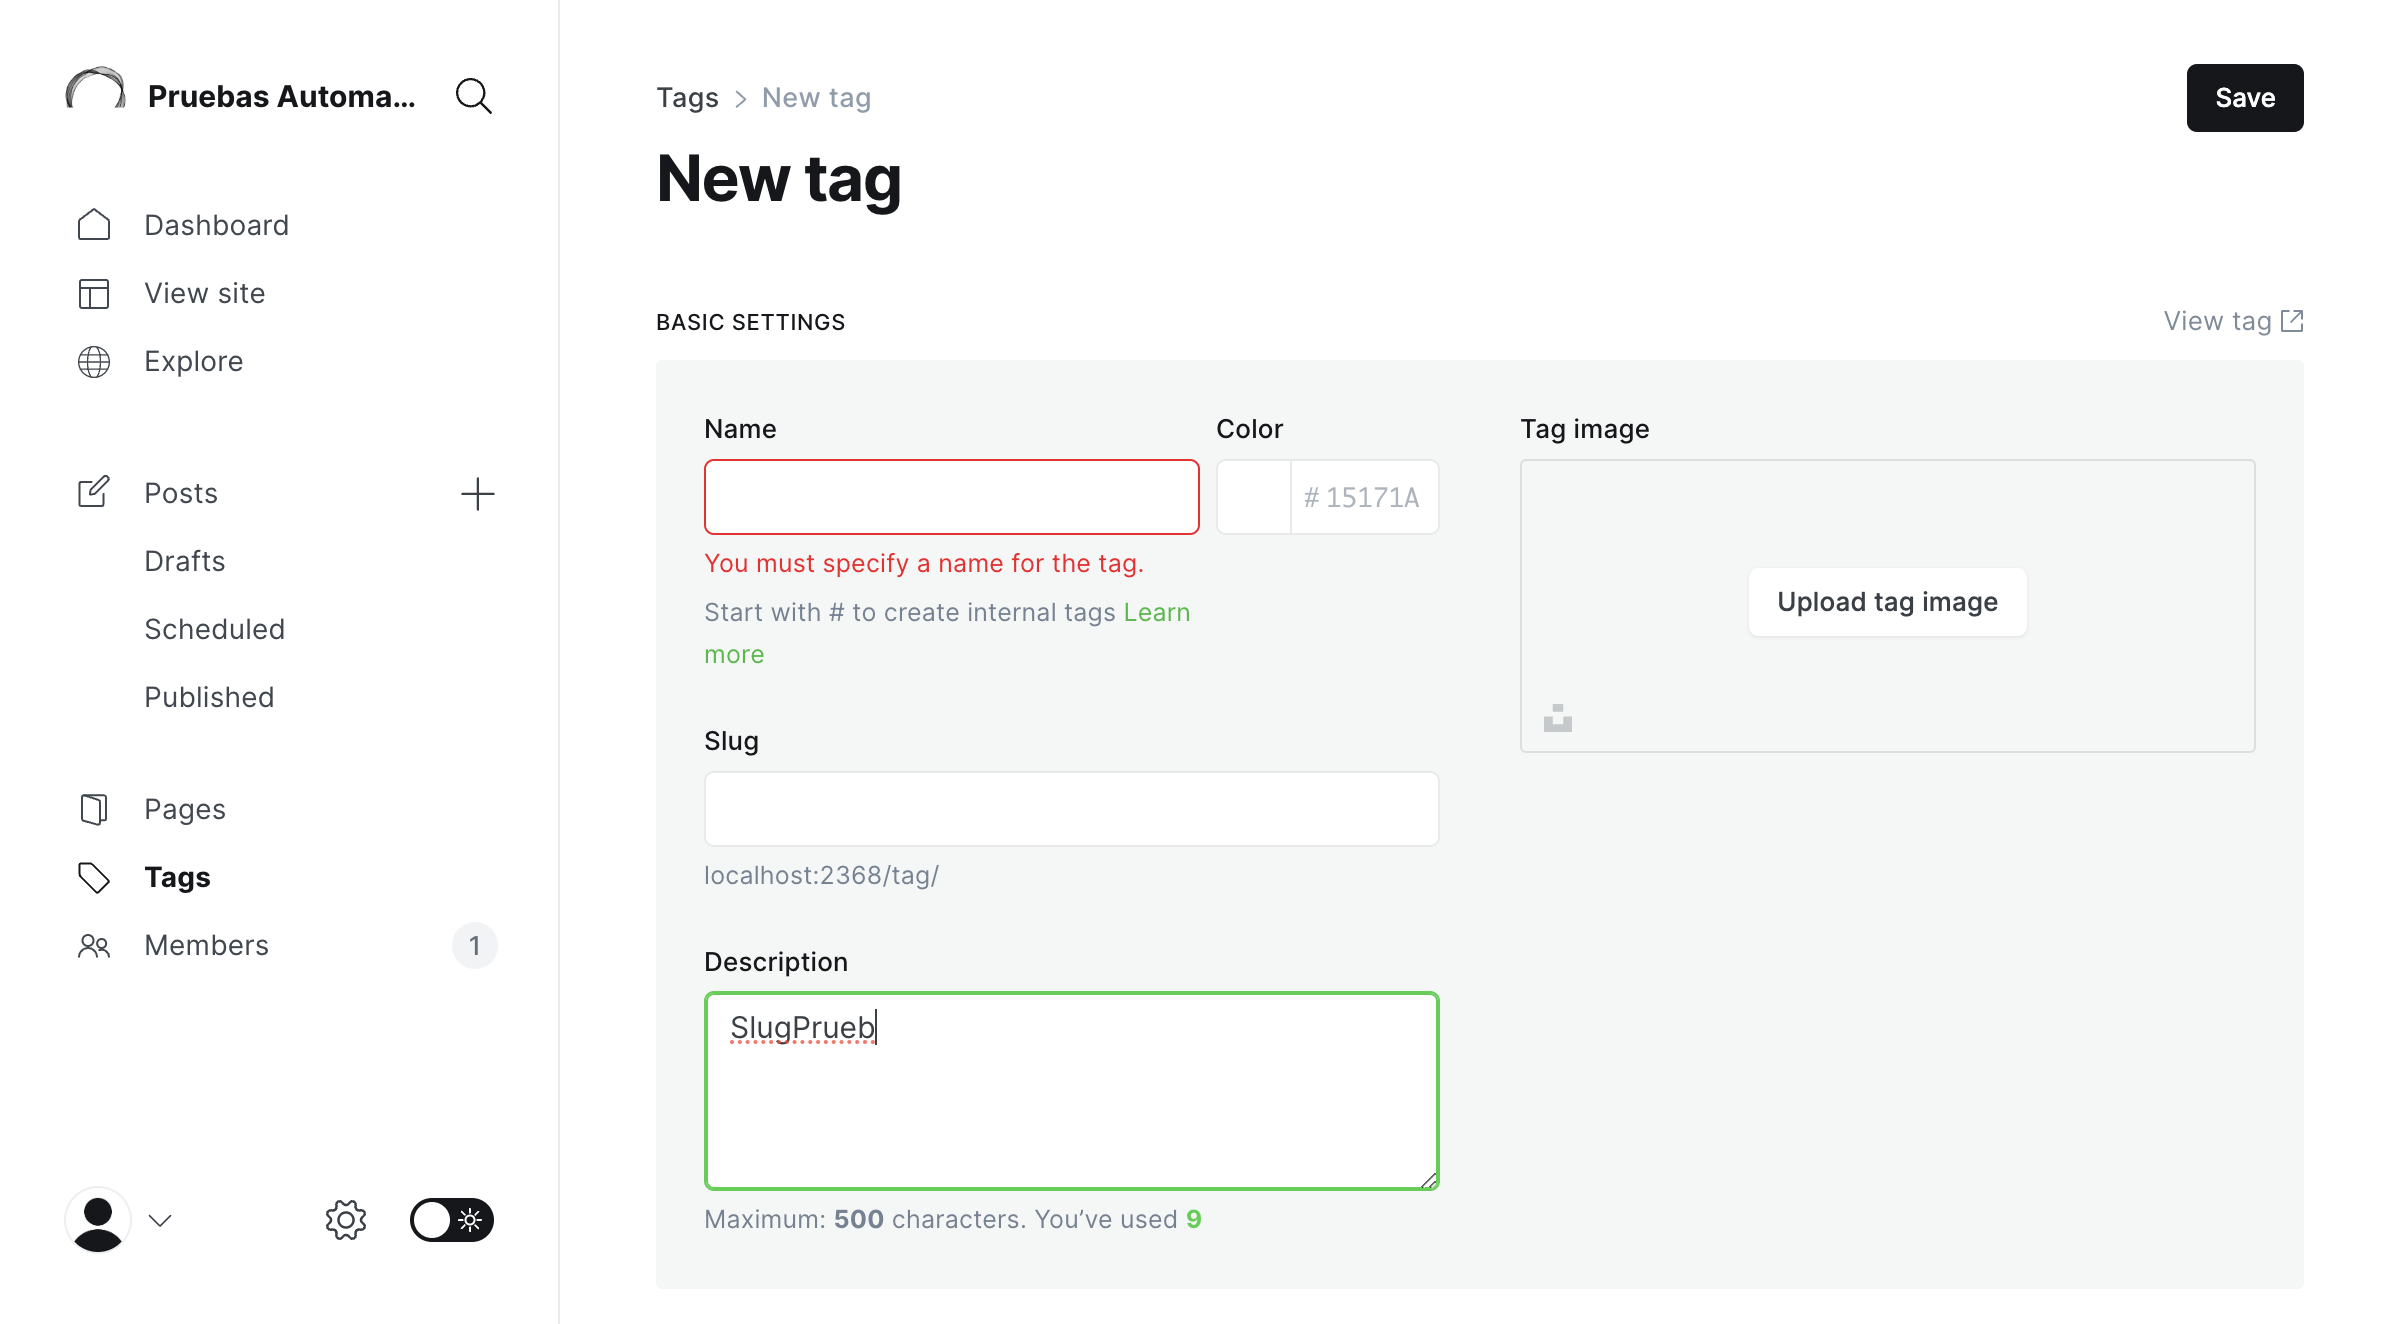 Pruebas Automa...
Dashboard
View site
Explore
Posts
Drafts
Scheduled
Published
Pages
Tags
Members 1
Tags > New tag
Save
New tag
BASIC SETTINGS
View tag
Name
You must specify a name for the tag.
Start with # to create internal tags Learn
more
Color
# 15171A
Slug
localhost:2368/tag/
Description
SlugPrueb
Maximum: 500 characters. You’ve used 9
Tag image
Upload tag image